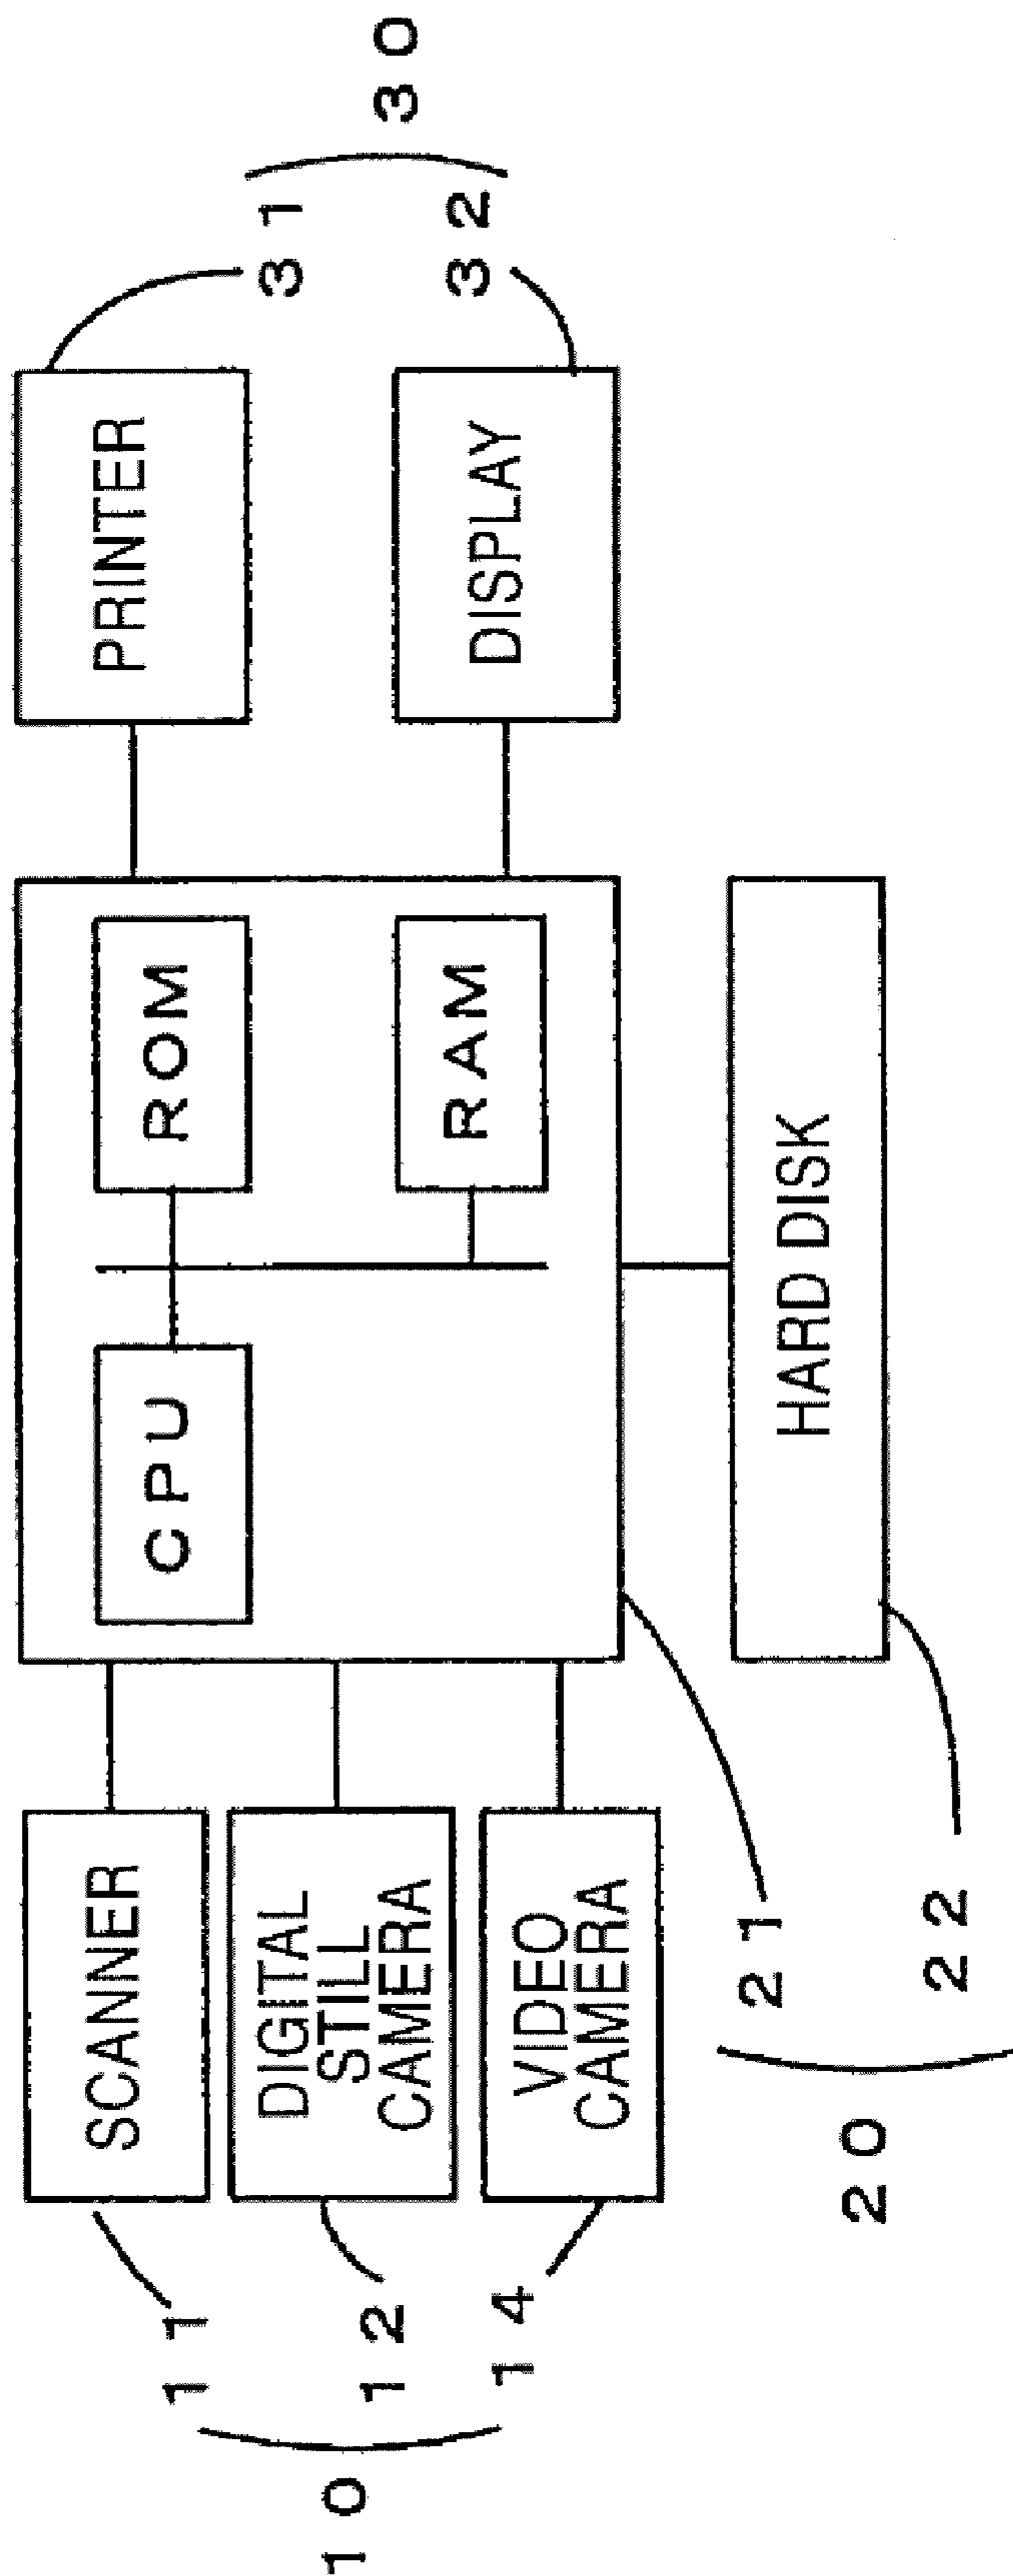 10
11
12
14
SCANNER
DIGITAL
STILL
CAMERA
VIDEO
CAMERA
CPU
ROM
RAM
PRINTER
31
DISPLAY
32
30
HARD DISK
21
22
20